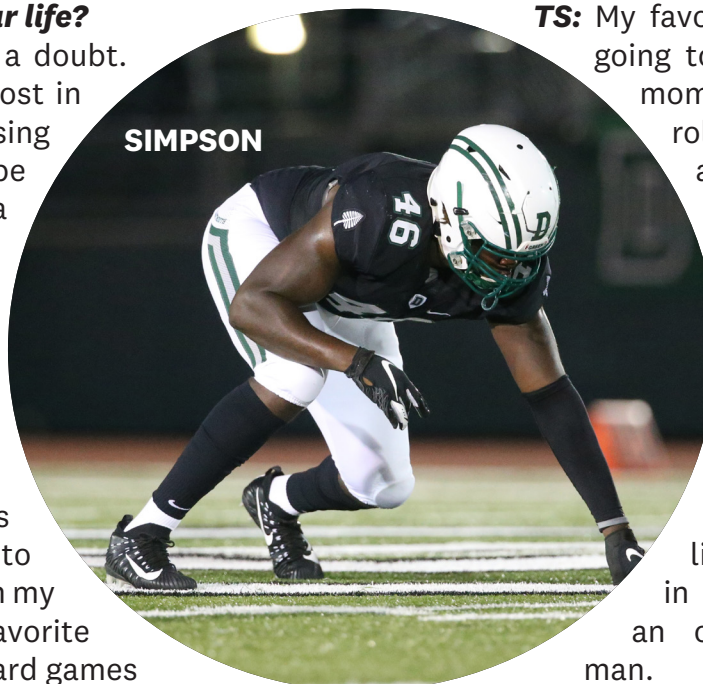 ur life?
a doubt.
ost in
sing
be
a
s
to
n my
avorite
ard games
SIMPSON
46
D
TS: My favo
going to
mom
rol
a
li
in
an o
man.